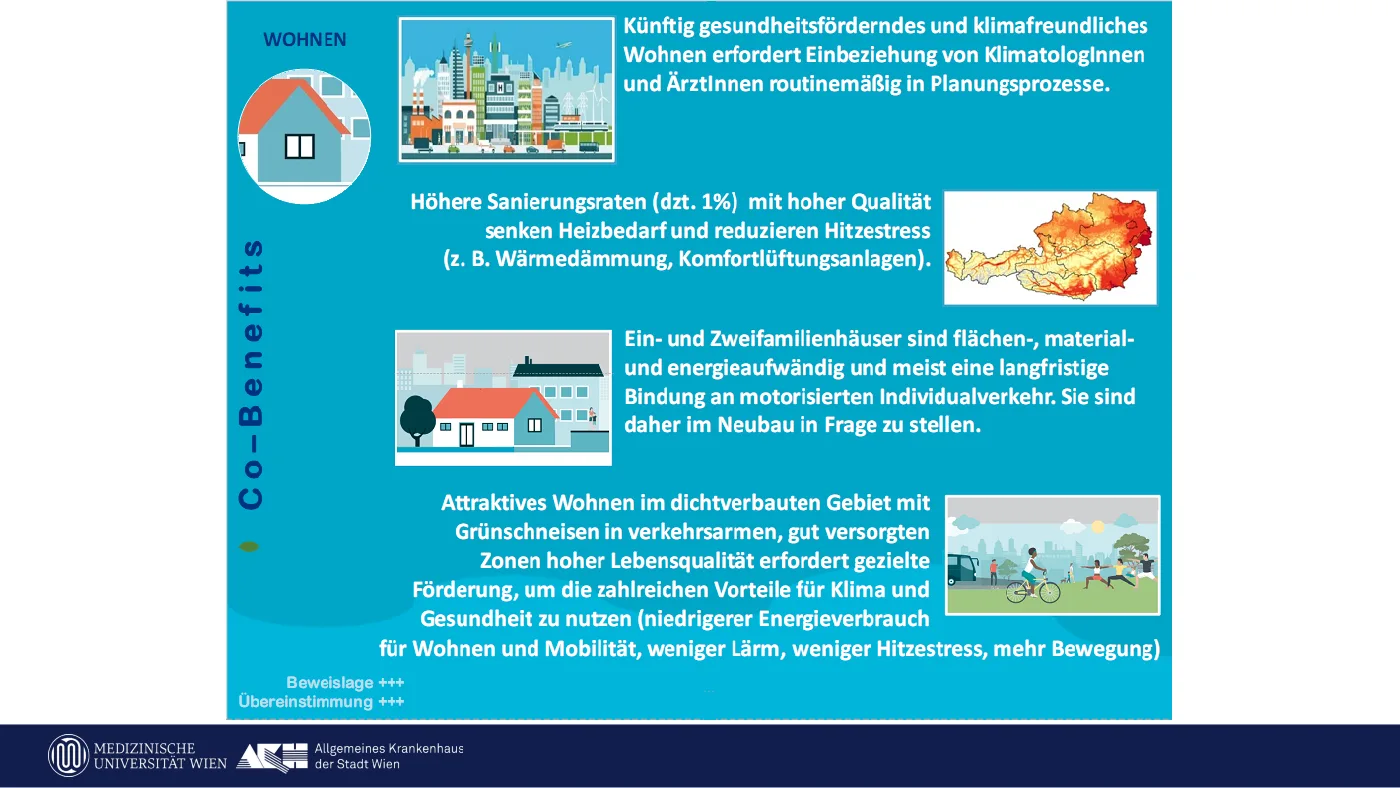 WOHNEN
Künftig gesundheitsförderndes und klimafreundliches
Wohnen erfordert Einbeziehung von KlimatologInnen
und ÄrztInnen routinemäßig in Planungsprozesse.
Höhere Sanierungsraten (dzt. 1%) mit hoher Qualität
senken Heizbedarf und reduzieren Hitzestress
(z. B. Wärmedämmung, Komfortlüftungsanlagen).
Co–Benefits
Ein- und Zweifamilienhäuser sind flächen-, material-
und energieaufwändig und meist eine langfristige
Bindung an motorisierten Individualverkehr. Sie sind
daher im Neubau in Frage zu stellen.
Attraktives Wohnen im dichtverbauten Gebiet mit
Grünschneisen in verkehrsarmen, gut versorgten
Zonen hoher Lebensqualität erfordert gezielte
Förderung, um die zahlreichen Vorteile für Klima und
Gesundheit zu nutzen (niedrigerer Energieverbrauch
für Wohnen und Mobilität, weniger Lärm, weniger Hitzestress, mehr Bewegung)
Beweislage +++
Übereinstimmung +++
MEDIZINISCHE
UNIVERSITÄT WIEN
AKH
Allgemeines Krankenhaus
der Stadt Wien